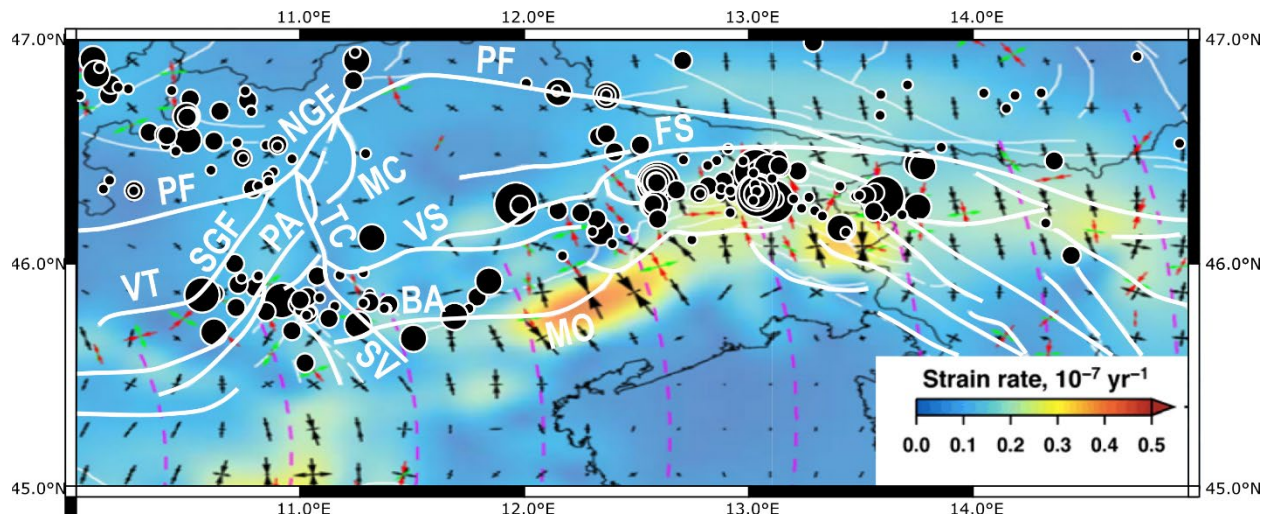 11.0°E 12.0°E 13.0°E 14.0°E
47.0°N 47.0°N
PF
NGF FS
MC
PF
VS
SGF PA TC
46.0°N 46.0°N
VT
BA
MO
SV
Strain rate, 10⁻⁷ yr⁻¹
0.0 0.1 0.2 0.3 0.4 0.5
45.0°N 45.0°N
11.0°E 12.0°E 13.0°E 14.0°E